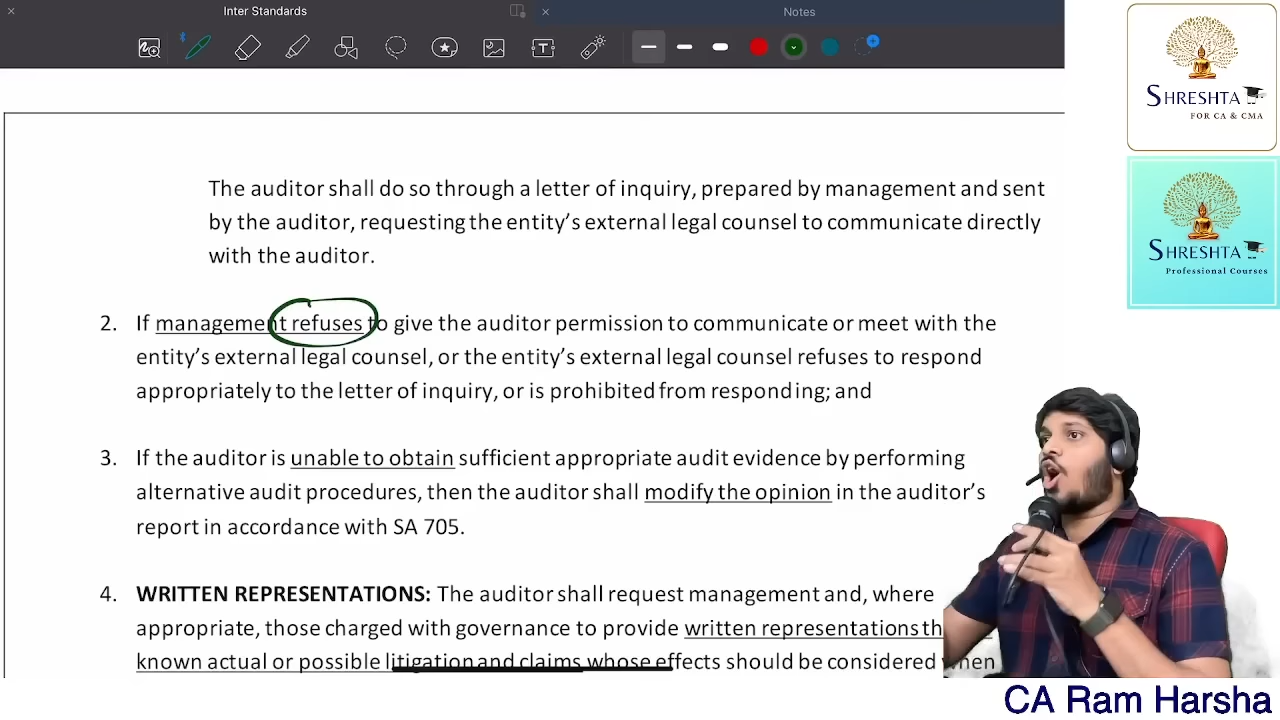 Inter Standards
Notes
The auditor shall do so through a letter of inquiry, prepared by management and sent
by the auditor, requesting the entity’s external legal counsel to communicate directly
with the auditor.
2. If management refuses to give the auditor permission to communicate or meet with the
entity’s external legal counsel, or the entity’s external legal counsel refuses to respond
appropriately to the letter of inquiry, or is prohibited from responding; and
3. If the auditor is unable to obtain sufficient appropriate audit evidence by performing
alternative audit procedures, then the auditor shall modify the opinion in the auditor’s
report in accordance with SA 705.
4. WRITTEN REPRESENTATIONS: The auditor shall request management and, where
appropriate, those charged with governance to provide written representations
known actual or possible litigation and claims whose effects should be considered when
SHRESHTA
FOR CA & CMA
SHRESHTA
Professional Courses
CA Ram Harsha